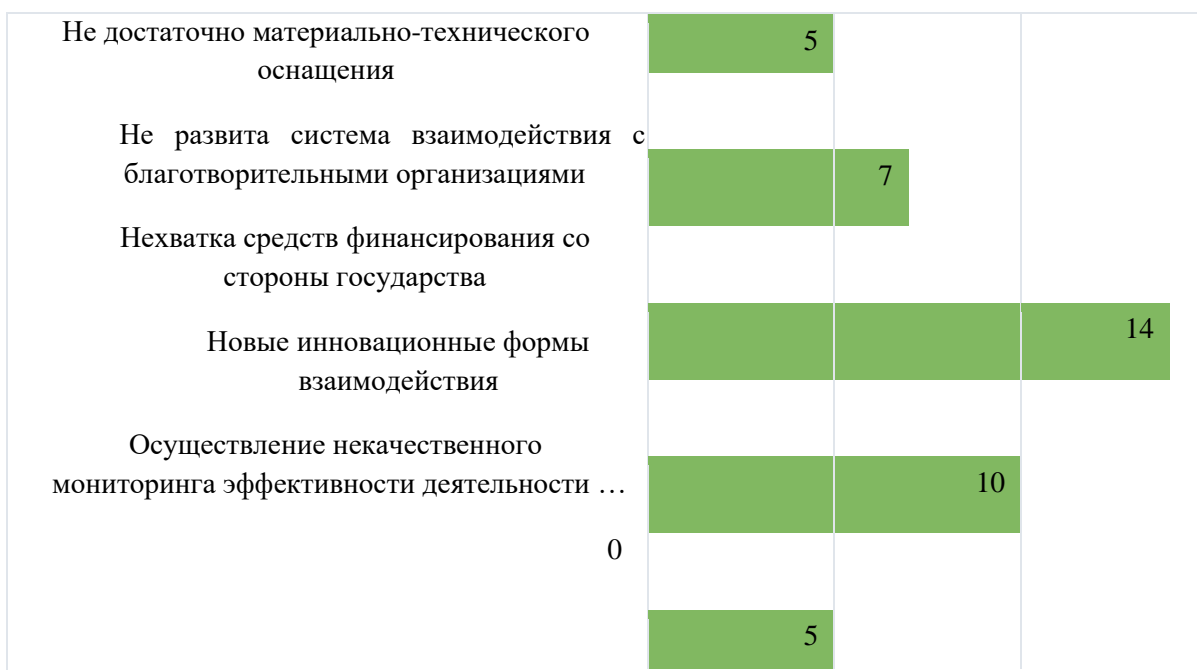 Не достаточно материально-технического
оснащения
5
Не развита система взаимодействия с
благотворительными организациями
7
Нехватка средств финансирования со
стороны государства
14
Новые инновационные формы
взаимодействия
Осуществление некачественного
мониторинга эффективности деятельности …
10
0
5